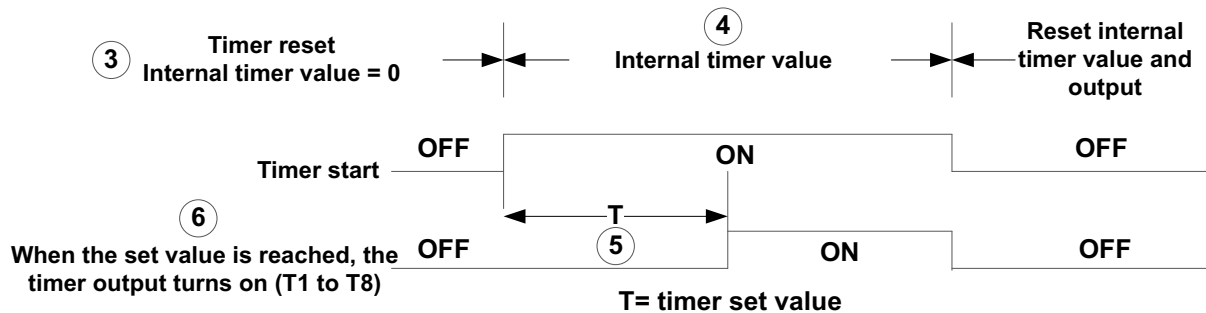 3
Timer reset
Internal timer value = 0
4
Internal timer value
Reset internal
timer value and
output
Timer start
OFF
ON
OFF
6
When the set value is reached, the
timer output turns on (T1 to T8)
OFF
T
5
ON
OFF
T= timer set value